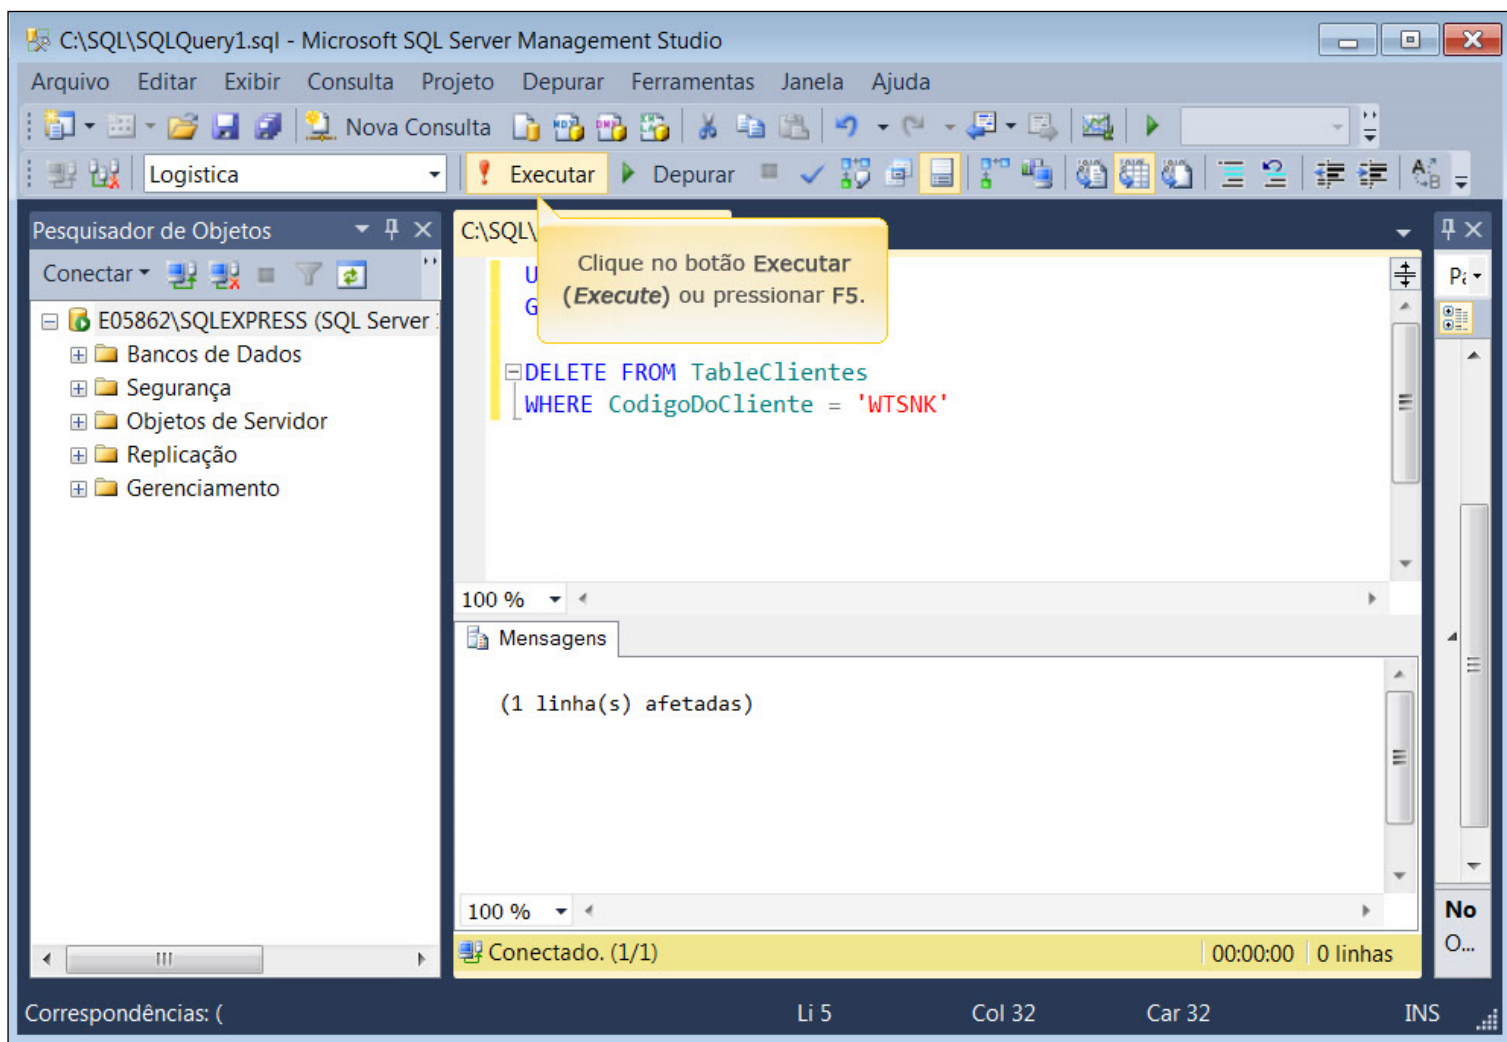 C:\SQL\SQLQuery1.sql - Microsoft SQL Server Management Studio
Arquivo Editar Exibir Consulta Projeto Depurar Ferramentas Janela Ajuda
Nova Consulta
Logistica Executar Depurar
Pesquisador de Objetos
Conectar
E05862\SQLEXPRESS (SQL Server
Bancos de Dados
Segurança
Objetos de Servidor
Replicação
Gerenciamento
C:\SQL\
U
G
Clique no botão Executar
(Execute) ou pressionar F5.
DELETE FROM TableClientes
WHERE CodigoDoCliente = 'WTSNK'
100 %
Mensagens
(1 linha(s) afetadas)
100 %
Conectado. (1/1) 00:00:00 0 linhas
No
O...
Correspondências: ( Li 5 Col 32 Car 32 INS